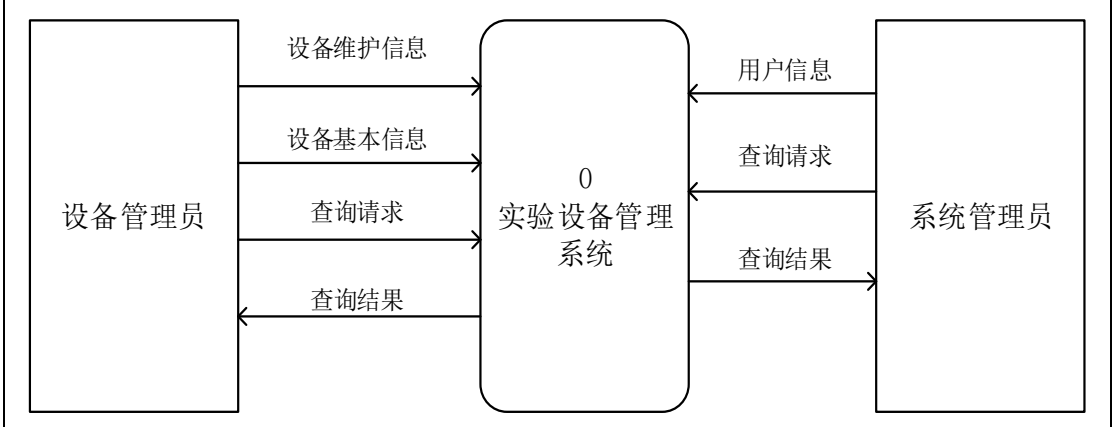 设备管理员
设备维护信息
设备基本信息
查询请求
查询结果
0
实验设备管理
系统
用户信息
查询请求
查询结果
系统管理员